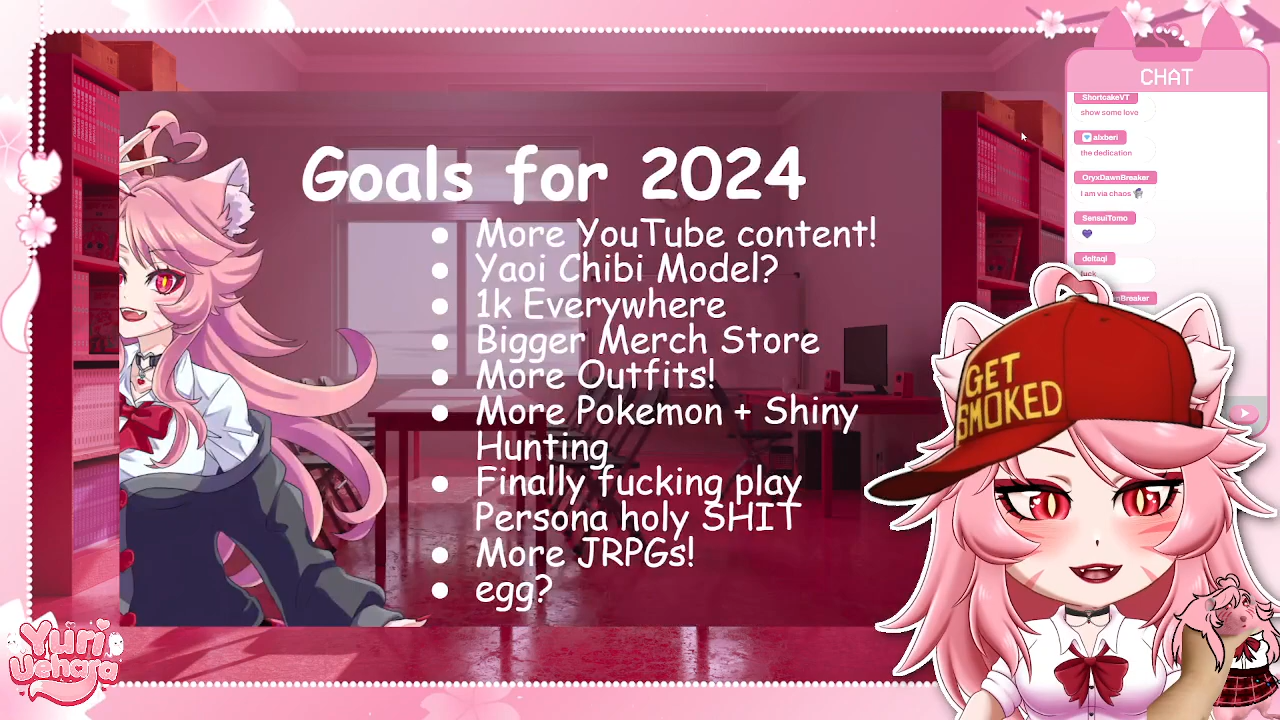 CHAT
ShortcakeVT
show some love
alxberi
the dedication
OryxDawnBreaker
I am via chaos
SensuiTomo
deltaqi
fuck
Breaker
Goals for 2024
More YouTube content!
Yaoi Chibi Model?
1k Everywhere
Bigger Merch Store
More Outfits!
More Pokemon + Shiny
Hunting
Finally fucking play
Persona holy SHIT
More JRPGs!
egg?
GET
SMOKED
Yuri
Uehara